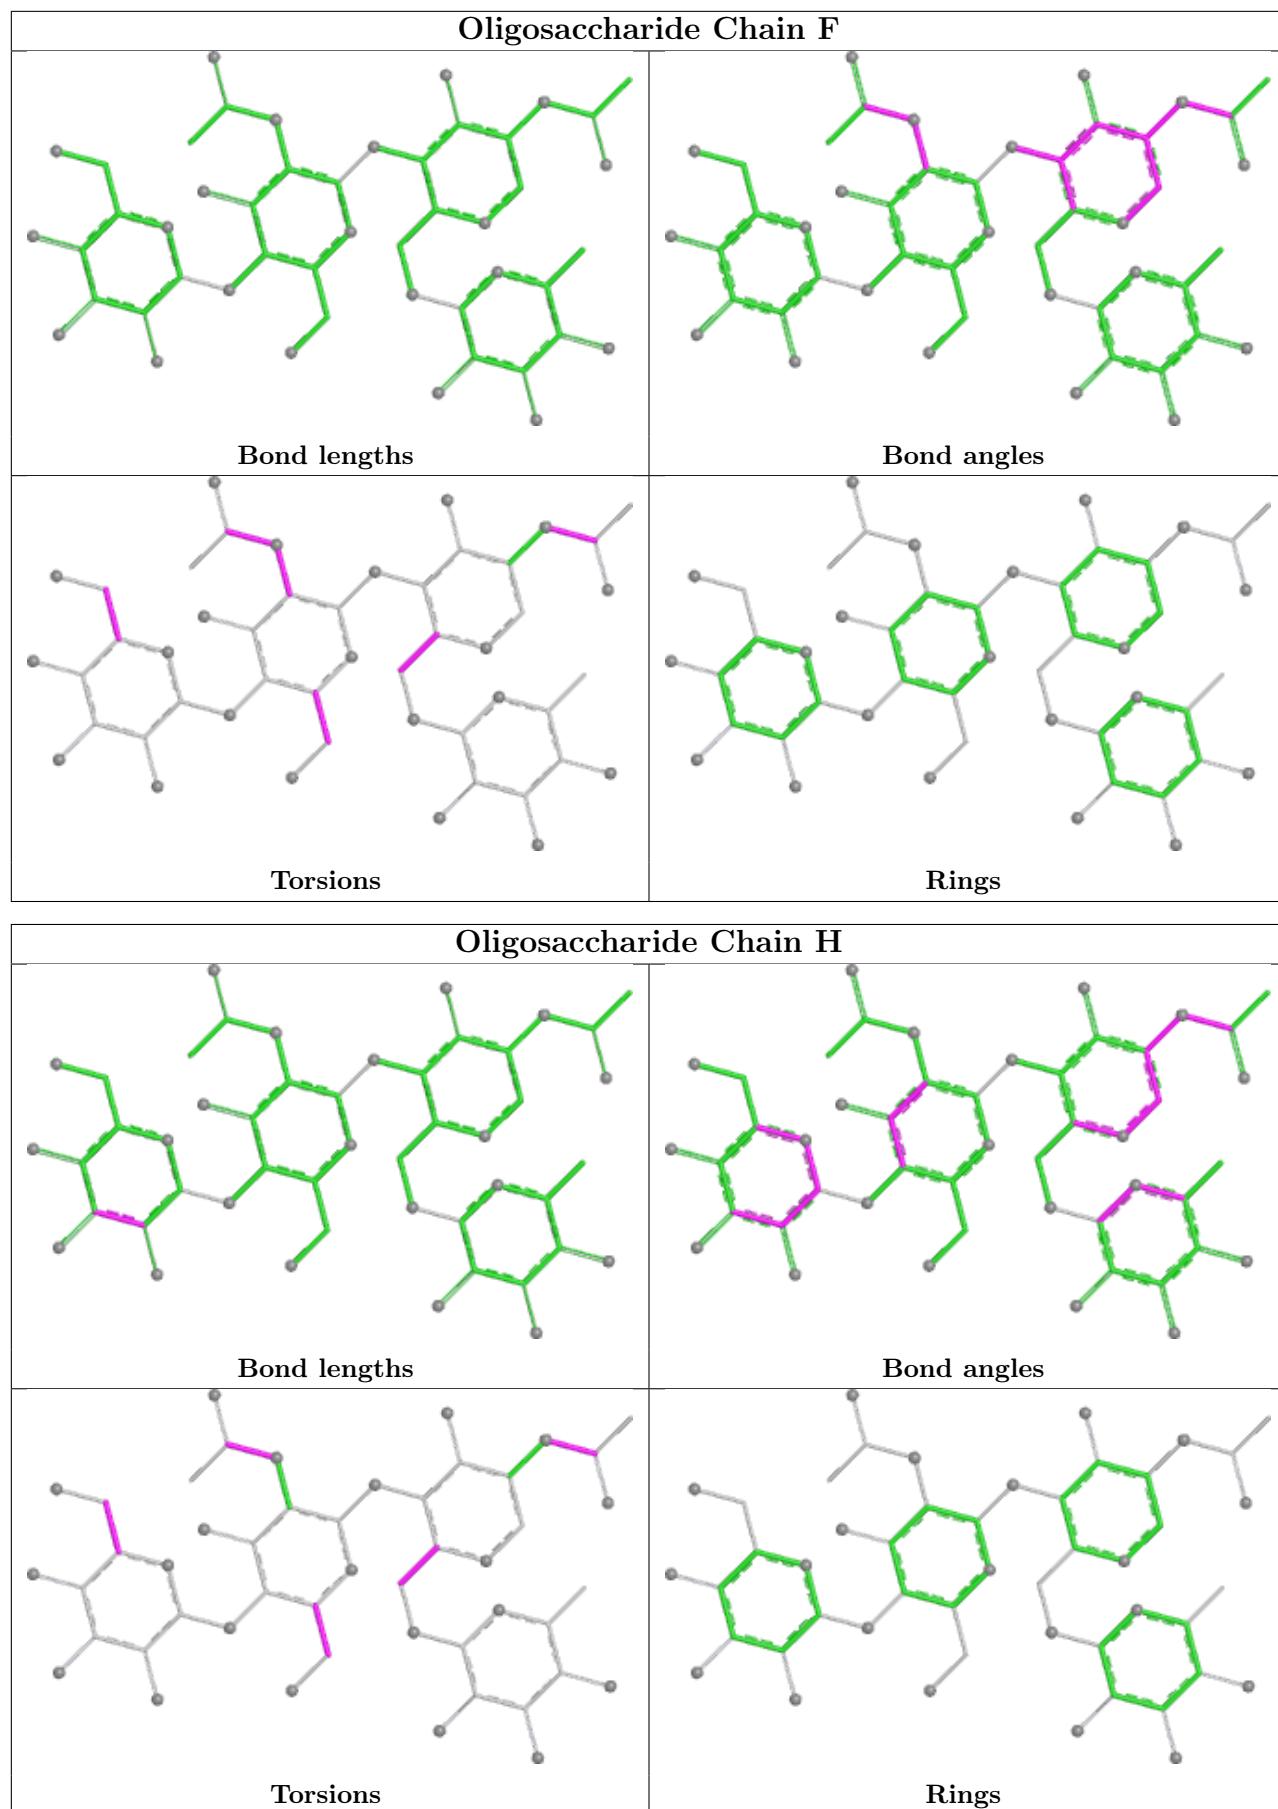 Oligosaccharide Chain F
Bond lengths
Bond angles
Torsions
Rings
Oligosaccharide Chain H
Bond lengths
Bond angles
Torsions
Rings